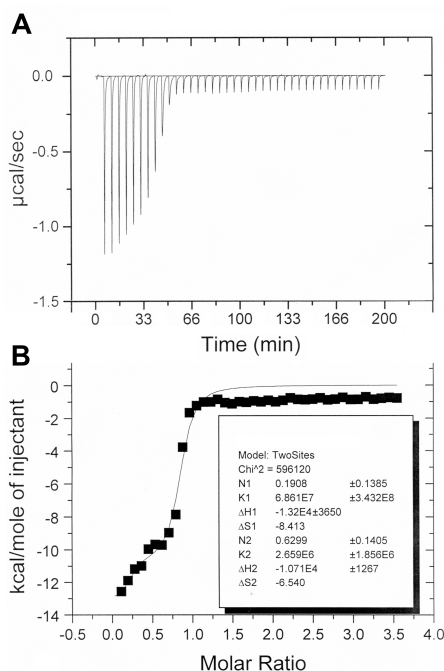 A
0.0
-0.5
-1.0
-1.5
µcal/sec
0 33 66 100 133 166 200
Time (min)
B
0
-2
-4
-6
-8
-10
-12
-14
kcal/mole of injectant
Model: TwoSites
Chi^2 = 596120
N1 0.1908 ±0.1385
K1 6.861E7 ±3.432E8
ΔH1 -1.32E4±3650
ΔS1 -8.413
N2 0.6299 ±0.1405
K2 2.659E6 ±1.856E6
ΔH2 -1.071E4 ±1267
ΔS2 -6.540
-0.5 0.0 0.5 1.0 1.5 2.0 2.5 3.0 3.5 4.0
Molar Ratio